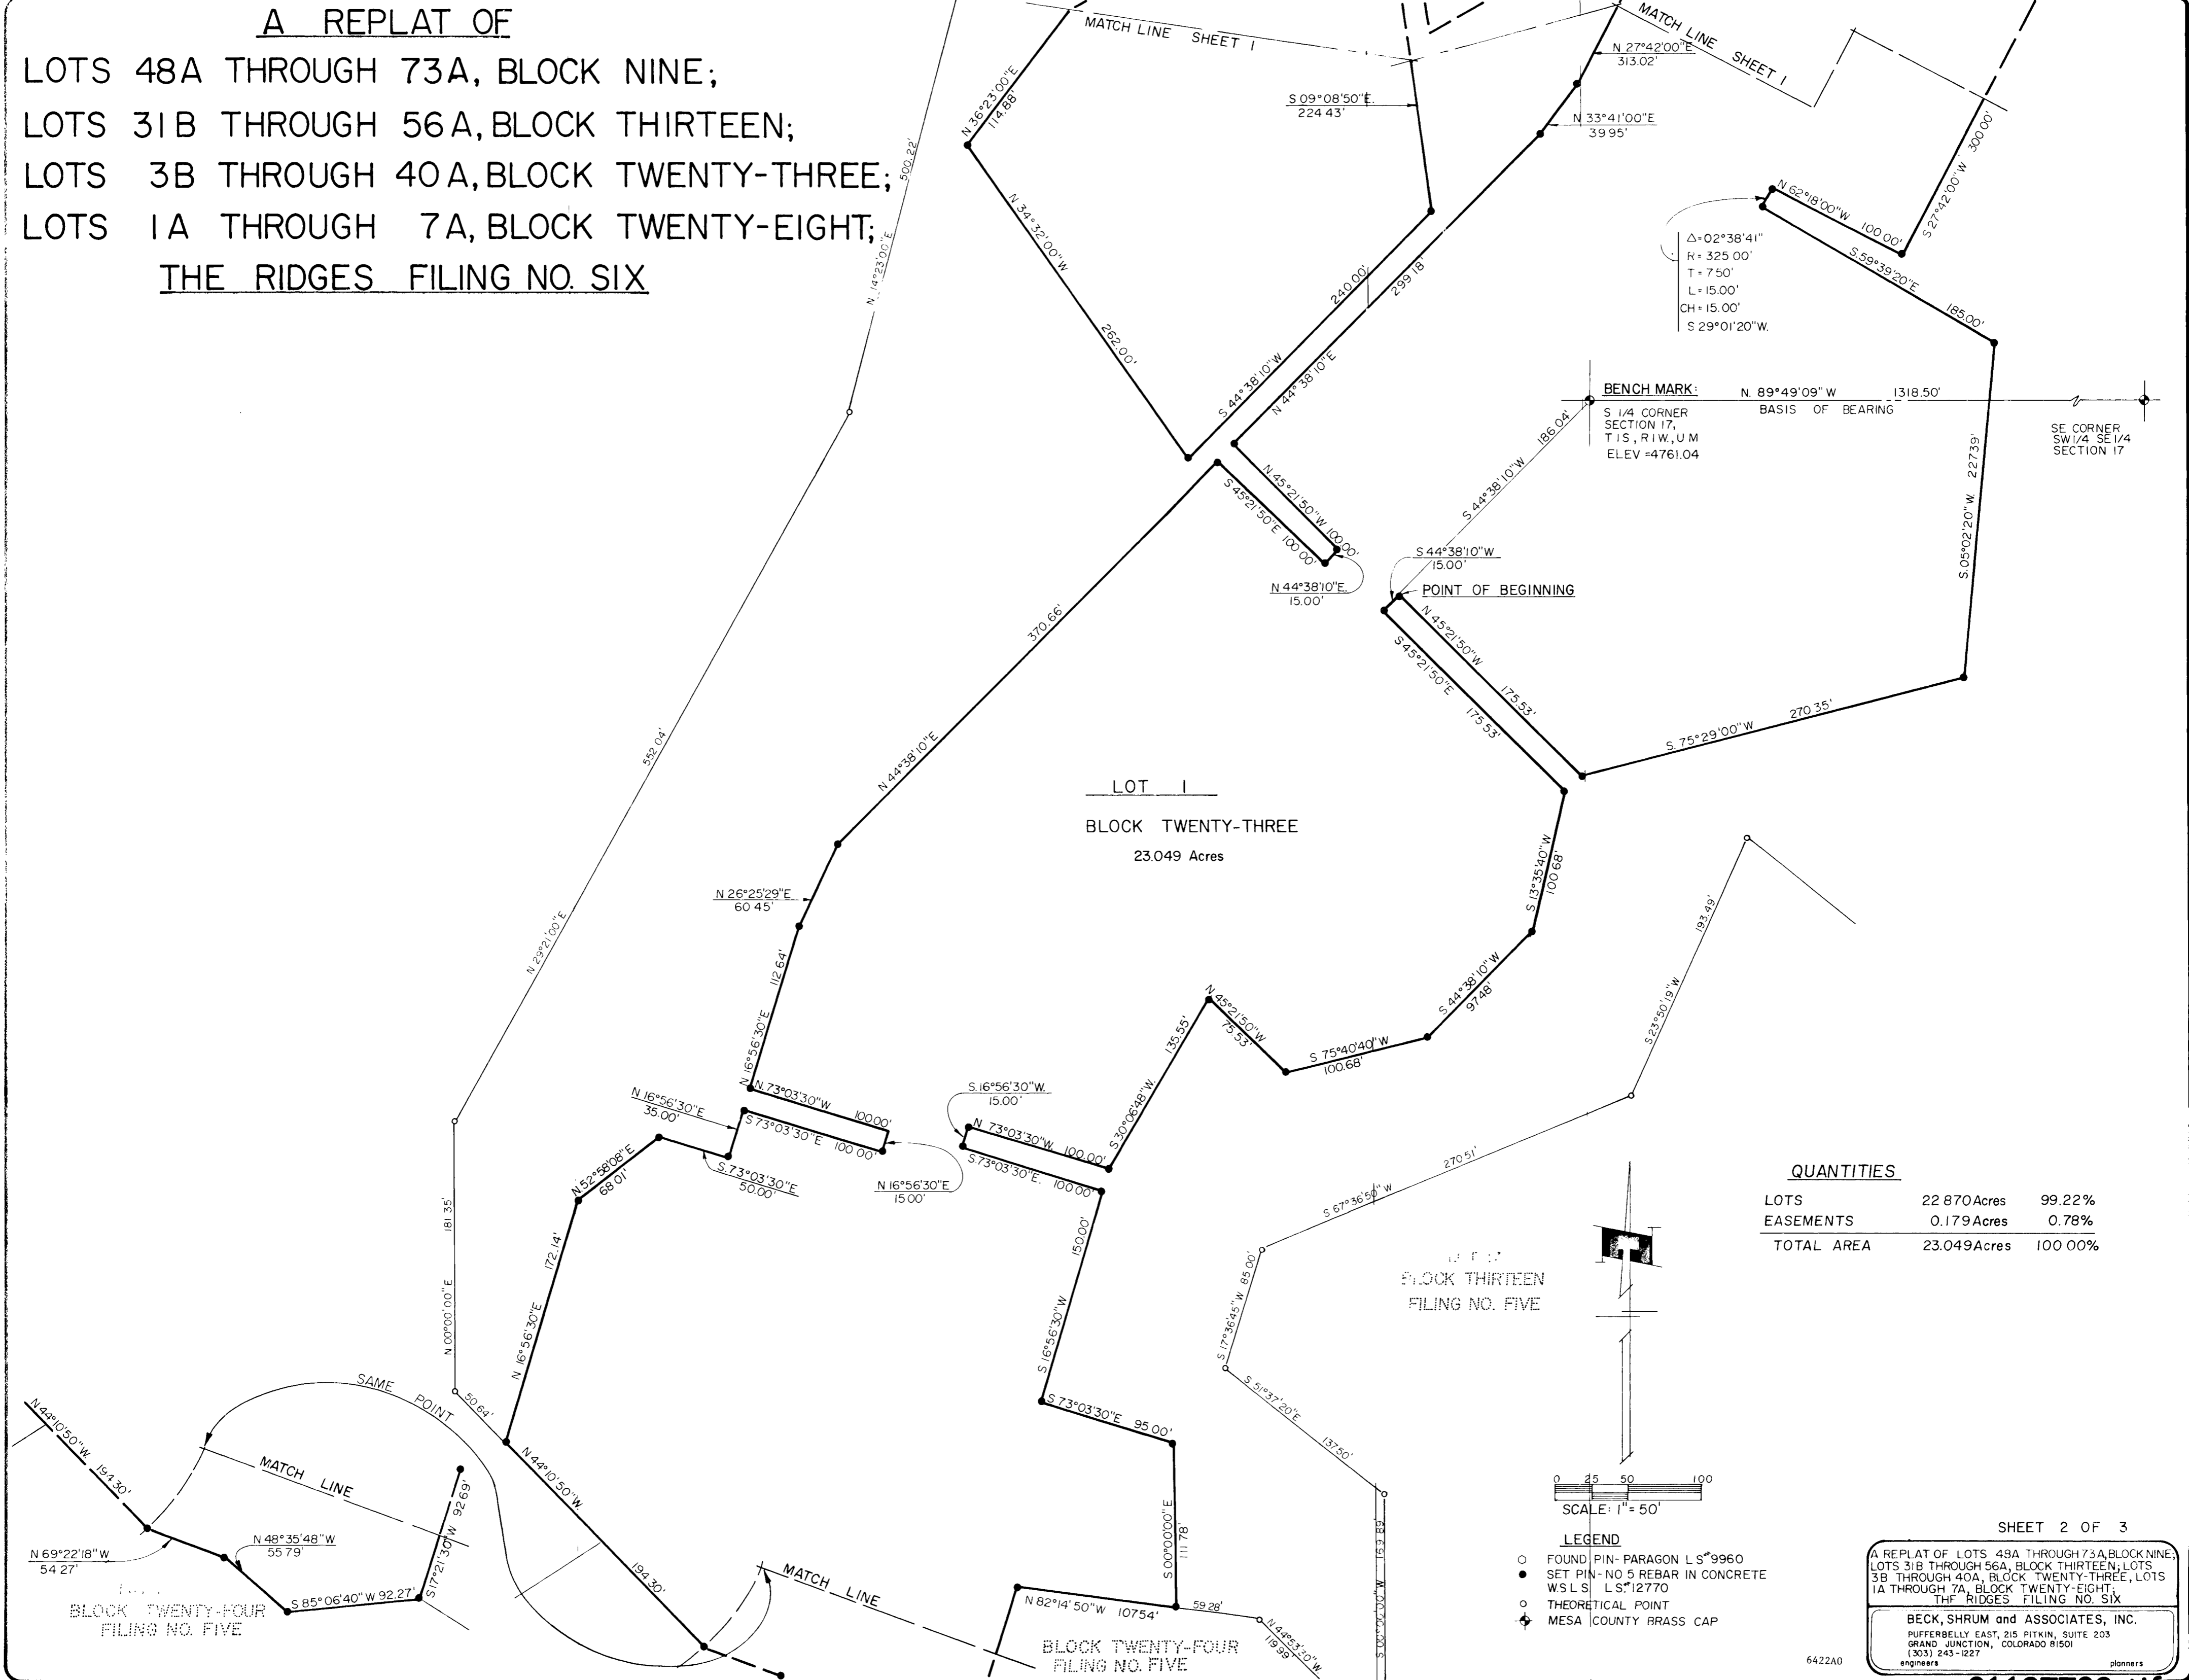 A REPLAT OF
LOTS 48A THROUGH 73A, BLOCK NINE;
LOTS 31B THROUGH 56A, BLOCK THIRTEEN;
LOTS 3B THROUGH 40A, BLOCK TWENTY-THREE;
LOTS 1A THROUGH 7A, BLOCK TWENTY-EIGHT;
THE RIDGES FILING NO. SIX
MATCH LINE SHEET 1
MATCH LINE SHEET 1
N 36°23'00"E
114.88'
S 09°08'50"E.
224 43'
N 27°42'00"E
313.02'
N 33°41'00"E
39 95'
S 27°42'00"W 300.00'
N 62°18'00"W 100.00'
S.59°39'20"E 185.00'
Δ=02°38'41"
R= 325 00'
T = 7 50'
L = 15.00'
CH = 15.00'
S 29°01'20"W.
N 14°23'00"E 500.22'
N 34°32'00"W 262.00'
S 44°38'10"W 240.00'
N 44°38'10"E 299.18'
BENCH MARK:
S 1/4 CORNER
SECTION 17,
T1S, R1W., U M
ELEV =4761.04
N. 89°49'09" W 1318.50'
BASIS OF BEARING
SE CORNER
SW1/4 SE1/4
SECTION 17
S 44°38'10"W 186.04'
N.45°21'50"W 100.00'
S 45°21'50"E 100.00'
N 44°38'10"E.
15.00'
S 44°38'10"W
15.00'
POINT OF BEGINNING
N 45°21'50"W 175.53'
S 45°21'50"E 175.53'
S.05°02'20"W. 227.39'
S. 75°29'00"W 270 35'
N 44°38'10"E 370.66'
N 29°21'00"E 552.04'
LOT 1
BLOCK TWENTY-THREE
23.049 Acres
N 26°25'29"E
60 45'
N 16°56'30"E 112 64'
S 13°35'40"W
100 68'
S 44°38'10"W
97.48'
S 75°40'40"W
100.68'
N 45°21'50"W
75.53'
S 30°06'48"W. 135.55'
S 23°50'19"W 193.49'
N.73°03'30"W 100.00'
S 73°03'30"E 100 00'
N 16°56'30"E
35.00'
S.73°03'30"E
50.00'
N.52°58'08"E
68 01'
N 16°56'30"E
15 00'
S.16°56'30"W.
15.00'
N 73°03'30"W 100.00'
S.73°03'30"E. 100 00'
S 67°36'50"W 270 51'
N 16°56'30"E 172.14'
S 16°56'30"W 150.00'
S 73°03'30"E 95 00'
S 00°00'00"E
111 78'
S 17°36'45"W 85 00'
S 51°37'20"E 137.50'
S 00°00'00"W 169 89'
N 00°00'00"E 181 35'
50.64'
N 44°10'50"W. 194.30'
BLOCK THIRTEEN
FILING NO. FIVE
QUANTITIES
LOTS 22 870 Acres 99.22%
EASEMENTS 0.179 Acres 0.78%
TOTAL AREA 23.049 Acres 100 00%
SAME POINT
MATCH LINE
N 44°10'50"W. 194.30'
N 69°22'18"W
54 27'
N 48°35'48"W
55 79'
S 85°06'40"W 92.27'
S 17°21'30"W 92 69'
BLOCK TWENTY-FOUR
FILING NO. FIVE
MATCH LINE
N 82°14'50"W 107 54'
59 28'
N 44°53'20"W
119.99'
BLOCK TWENTY-FOUR
FILING NO. FIVE
0 25 50 100
SCALE: 1" = 50'
LEGEND
FOUND PIN- PARAGON L S #9960
SET PIN - NO 5 REBAR IN CONCRETE
W.S L S L S.#12770
THEORETICAL POINT
MESA COUNTY BRASS CAP
SHEET 2 OF 3
A REPLAT OF LOTS 48A THROUGH 73A, BLOCK NINE;
LOTS 31B THROUGH 56A, BLOCK THIRTEEN; LOTS
3B THROUGH 40A, BLOCK TWENTY-THREE, LOTS
1A THROUGH 7A, BLOCK TWENTY-EIGHT;
THE RIDGES FILING NO. SIX
BECK, SHRUM and ASSOCIATES, INC.
PUFFERBELLY EAST, 215 PITKIN, SUITE 203
GRAND JUNCTION, COLORADO 81501
(303) 243-1227
engineers planners
6422A0